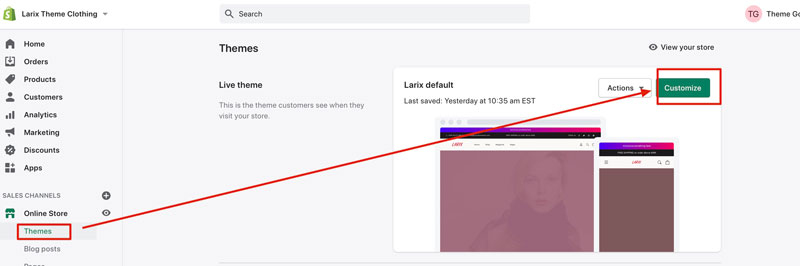 Larix Theme Clothing
Search
TG Theme Go
Home
Orders
Products
Customers
Analytics
Marketing
Discounts
Apps
SALES CHANNELS
Online Store
Themes
Blog posts
Themes
View your store
Live theme
This is the theme customers see when they
visit your store.
Larix default
Last saved: Yesterday at 10:35 am EST
Actions
Customize
LARIX
LARIX